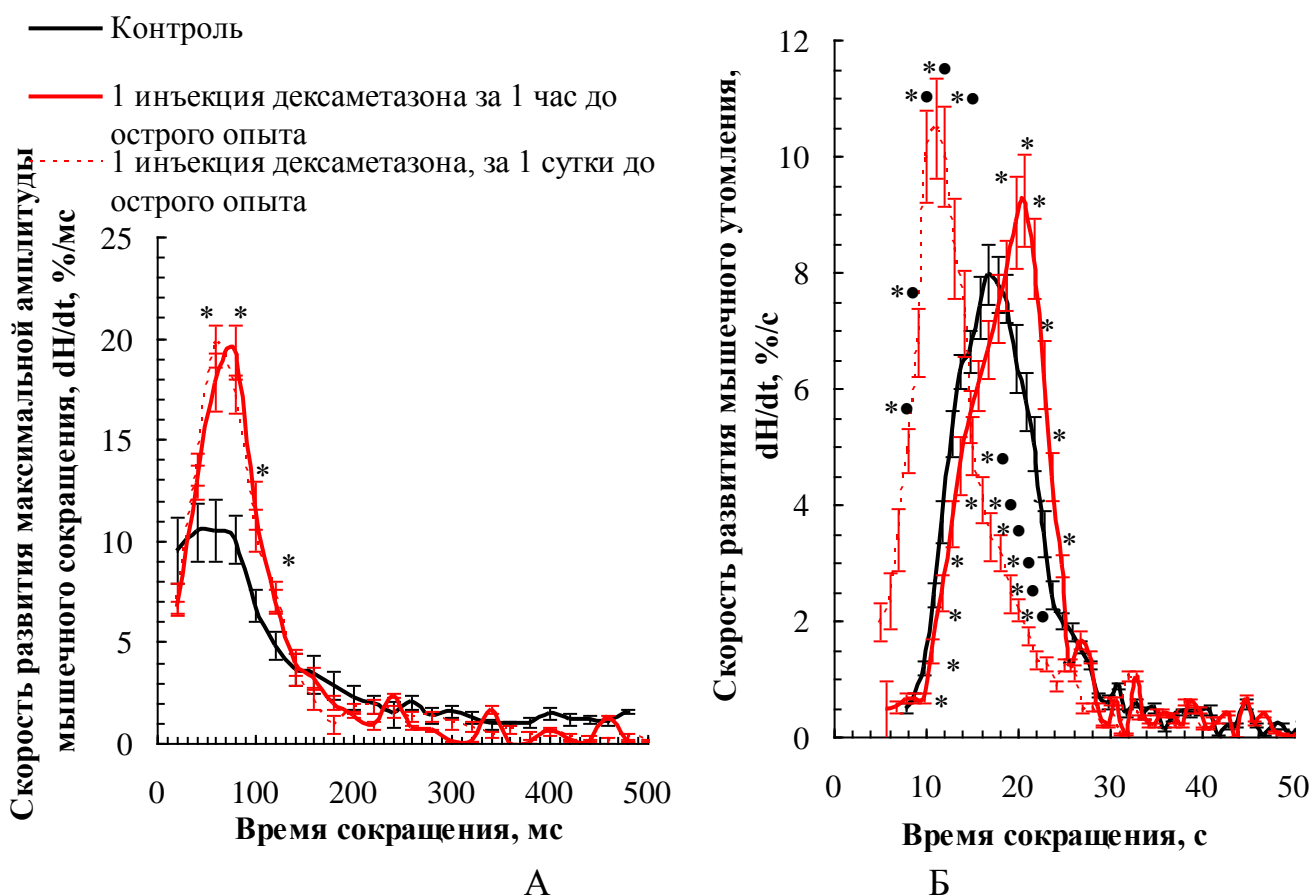 Контроль
1 инъекция дексаметазона за 1 час до
острого опыта
1 инъекция дексаметазона, за 1 сутки до
острого опыта
Скорость развития максимальной амплитуды
мышечного сокращения, dH/dt, %/мс
25
20
15
10
5
0
0 100 200 300 400 500
Время сокращения, мс
А
Скорость развития мышечного утомления,
dH/dt, %/с
12
10
8
6
4
2
0
0 10 20 30 40 50
Время сокращения, с
Б